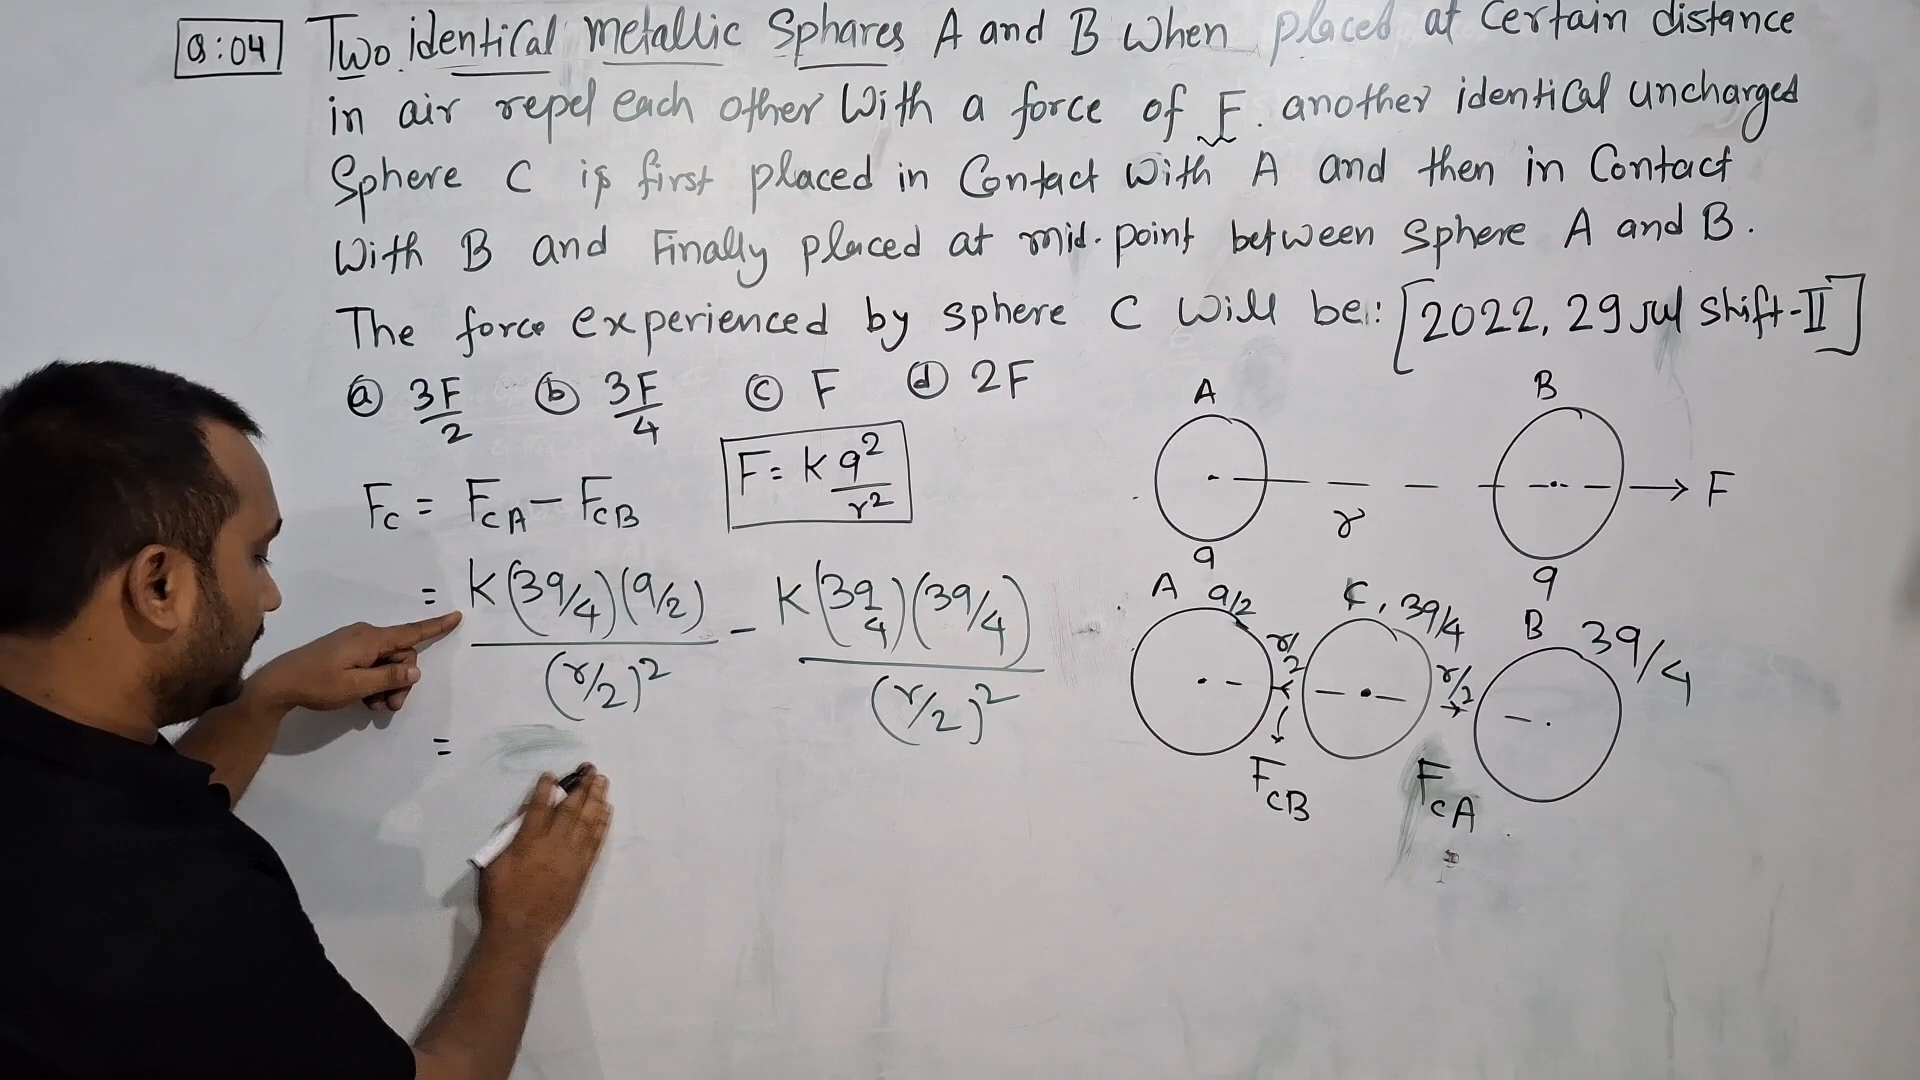 Q:04 Two identical metallic Sphares A and B When placed at Certain distance
in air repel each other With a force of F. another identical uncharged
Sphere C is first placed in Contact With A and then in Contact
With B and Finally placed at mid-point between Sphere A and B.
The force experienced by sphere C Will be: [2022, 29 Jul Shift-II]
ⓐ 3F/2 ⓑ 3F/4 ⓒ F ⓓ 2F
F = K q²/r²
F_C = F_CA - F_CB
= K(3q/4)(q/2)/(r/2)² - K(3q/4)(3q/4)/(r/2)²
=
A B
r → F
q q
A q/2 C, 3q/4 B 3q/4
r/2 r/2
F_CB F_CA